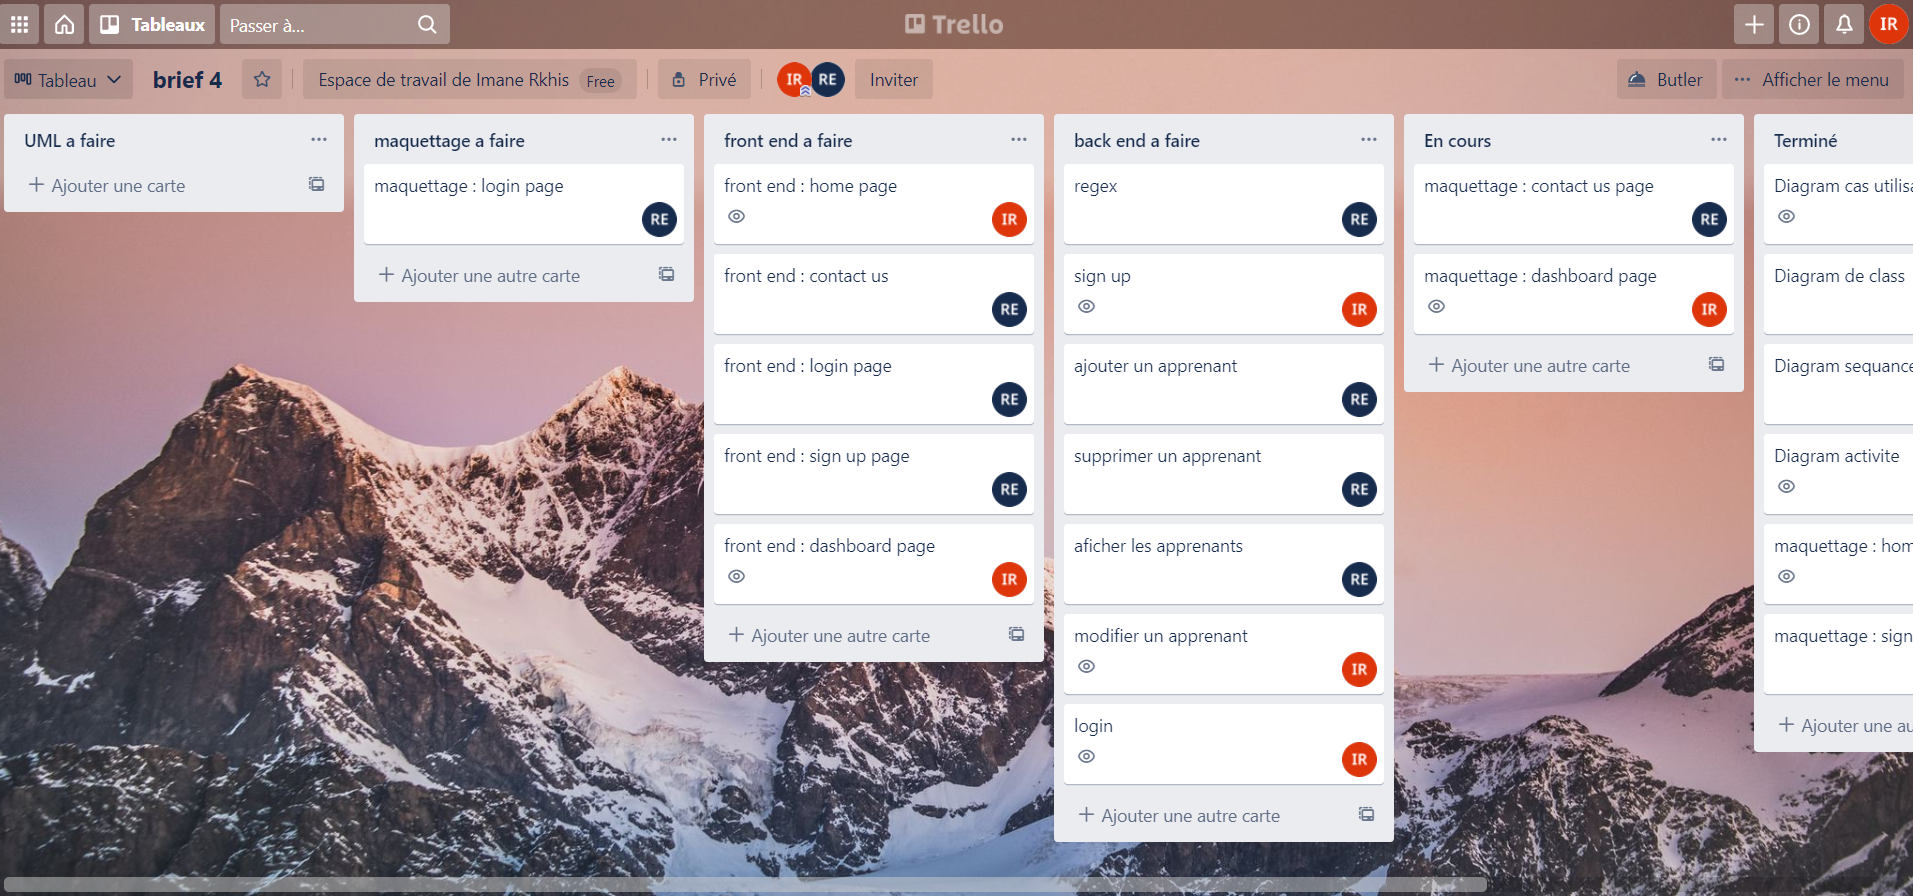 Tableaux
Passer à...
Trello
IR
Tableau
brief 4
Espace de travail de Imane Rkhis Free
Privé
IR RE
Inviter
Butler
Afficher le menu
UML a faire
Ajouter une carte
maquettage a faire
maquettage : login page
RE
Ajouter une autre carte
front end a faire
front end : home page
IR
front end : contact us
RE
front end : login page
RE
front end : sign up page
RE
front end : dashboard page
IR
Ajouter une autre carte
back end a faire
regex
RE
sign up
IR
ajouter un apprenant
RE
supprimer un apprenant
RE
aficher les apprenants
RE
modifier un apprenant
IR
login
IR
Ajouter une autre carte
En cours
maquettage : contact us page
RE
maquettage : dashboard page
IR
Ajouter une autre carte
Terminé
Diagram cas utilisa
Diagram de class
Diagram sequance
Diagram activite
maquettage : hom
maquettage : sign
Ajouter une au